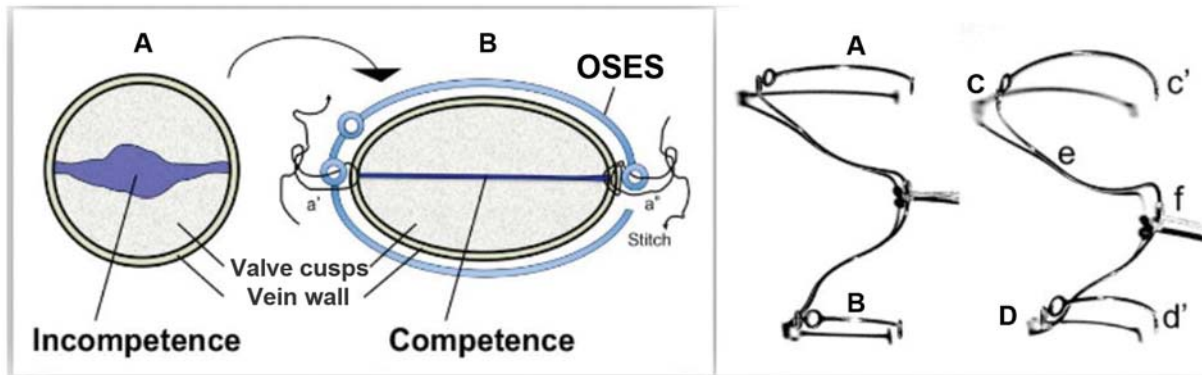 A
B
OSES
a'
a"
Stitch
Valve cusps
Vein wall
Incompetence
Competence
A
B
C
c'
e
f
D
d'